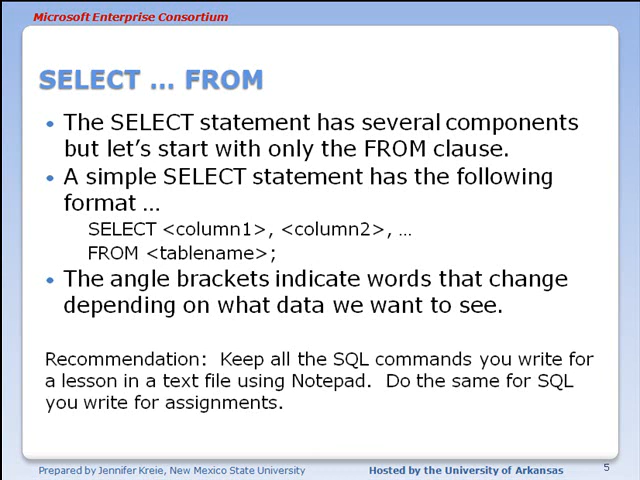 Microsoft Enterprise Consortium
SELECT … FROM
• The SELECT statement has several components
but let’s start with only the FROM clause.
• A simple SELECT statement has the following
format …
SELECT <column1>, <column2>, …
FROM <tablename>;
• The angle brackets indicate words that change
depending on what data we want to see.
Recommendation:  Keep all the SQL commands you write for
a lesson in a text file using Notepad.  Do the same for SQL
you write for assignments.
Prepared by Jennifer Kreie, New Mexico State University
Hosted by the University of Arkansas
5